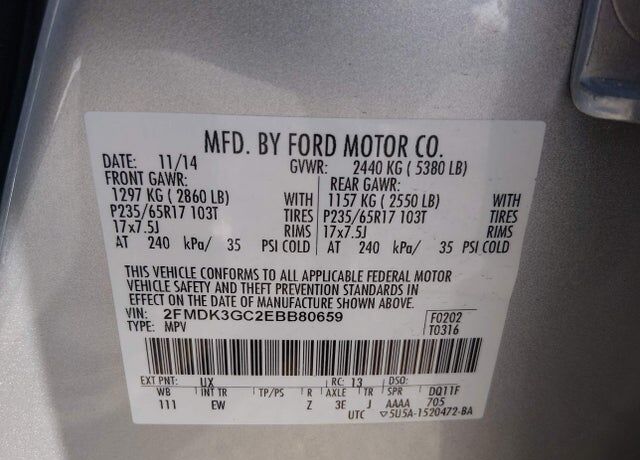 MFD. BY FORD MOTOR CO.
DATE: 11/14 GVWR: 2440 KG ( 5380 LB)
FRONT GAWR: REAR GAWR:
1297 KG ( 2860 LB) WITH 1157 KG ( 2550 LB) WITH
P235/65R17 103T TIRES P235/65R17 103T TIRES
17x7.5J RIMS 17x7.5J RIMS
AT 240 kPa/ 35 PSI COLD AT 240 kPa/ 35 PSI COLD
THIS VEHICLE CONFORMS TO ALL APPLICABLE FEDERAL MOTOR
VEHICLE SAFETY AND THEFT PREVENTION STANDARDS IN
EFFECT ON THE DATE OF MANUFACTURE SHOWN ABOVE.
VIN: 2FMDK3GC2EBB80659 F0202
TYPE: MPV T0316
EXT PNT: UX RC: 13 DSO:
WB INT TR TP/PS R AXLE TR SPR DQ11F
111 EW Z 3E J AAAA 705
UTC ▽5U5A-1520472-BA